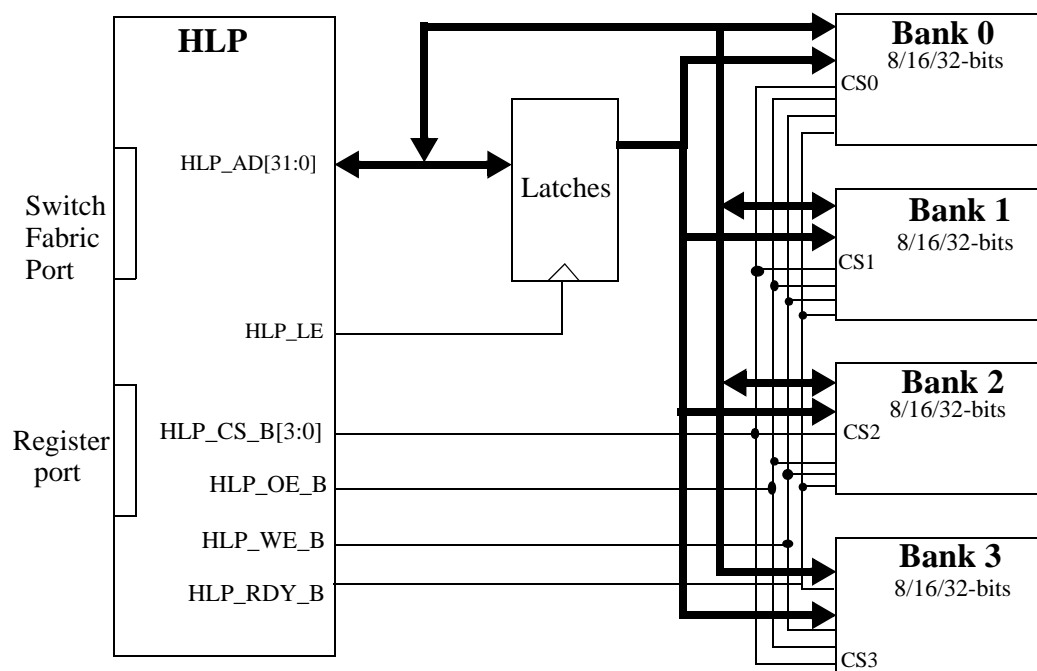 HLP
Switch
Fabric
Port
Register
port
HLP_AD[31:0]
HLP_LE
HLP_CS_B[3:0]
HLP_OE_B
HLP_WE_B
HLP_RDY_B
Latches
Bank 0
8/16/32-bits
CS0
Bank 1
8/16/32-bits
CS1
Bank 2
8/16/32-bits
CS2
Bank 3
8/16/32-bits
CS3